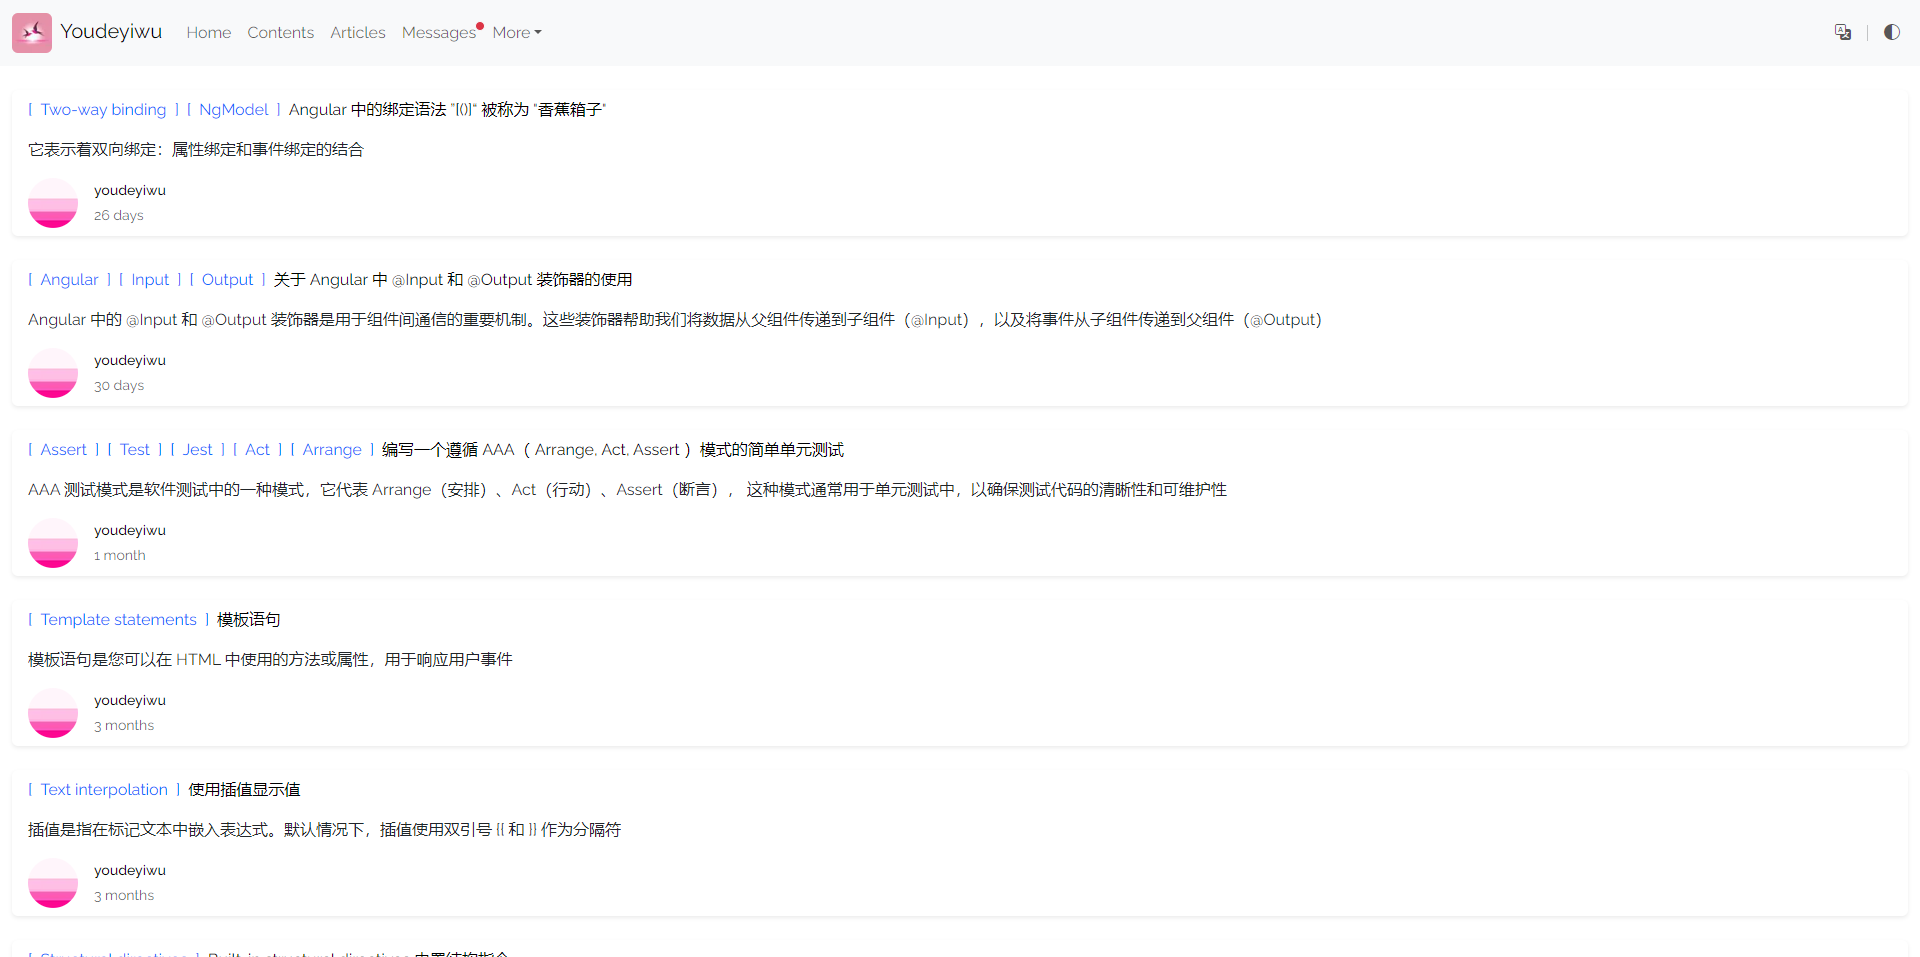 Youdeyiwu Home Contents Articles Messages More
[ Two-way binding ] [ NgModel ] Angular 中的绑定语法 "[()]" 被称为 "香蕉箱子"
它表示着双向绑定：属性绑定和事件绑定的结合
youdeyiwu
26 days
[ Angular ] [ Input ] [ Output ] 关于 Angular 中 @Input 和 @Output 装饰器的使用
Angular 中的 @Input 和 @Output 装饰器是用于组件间通信的重要机制。这些装饰器帮助我们将数据从父组件传递到子组件（@Input），以及将事件从子组件传递到父组件（@Output）
youdeyiwu
30 days
[ Assert ] [ Test ] [ Jest ] [ Act ] [ Arrange ] 编写一个遵循 AAA（ Arrange, Act, Assert ）模式的简单单元测试
AAA 测试模式是软件测试中的一种模式，它代表 Arrange（安排）、Act（行动）、Assert（断言）， 这种模式通常用于单元测试中，以确保测试代码的清晰性和可维护性
youdeyiwu
1 month
[ Template statements ] 模板语句
模板语句是您可以在 HTML 中使用的方法或属性，用于响应用户事件
youdeyiwu
3 months
[ Text interpolation ] 使用插值显示值
插值是指在标记文本中嵌入表达式。默认情况下，插值使用双引号 {{ 和 }} 作为分隔符
youdeyiwu
3 months
[ Structural directives ] Built-in structural directives 内置结构指令